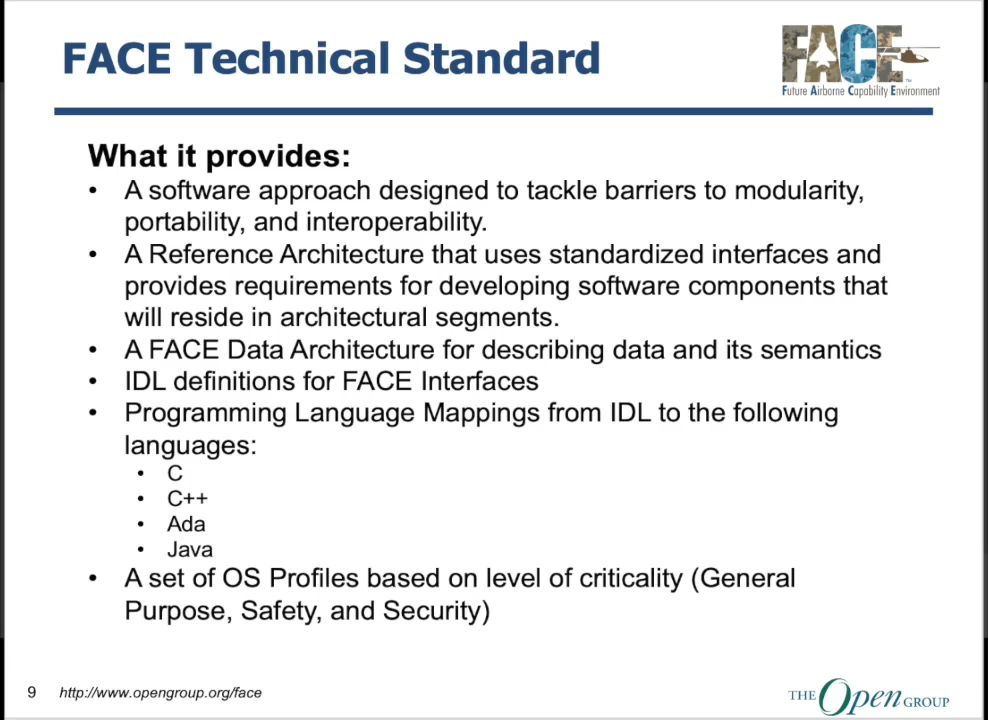 FACE Technical Standard
FACE™
Future Airborne Capability Environment
What it provides:
• A software approach designed to tackle barriers to modularity,
portability, and interoperability.
• A Reference Architecture that uses standardized interfaces and
provides requirements for developing software components that
will reside in architectural segments.
• A FACE Data Architecture for describing data and its semantics
• IDL definitions for FACE Interfaces
• Programming Language Mappings from IDL to the following
languages:
• C
• C++
• Ada
• Java
• A set of OS Profiles based on level of criticality (General
Purpose, Safety, and Security)
9 http://www.opengroup.org/face
THE Open GROUP